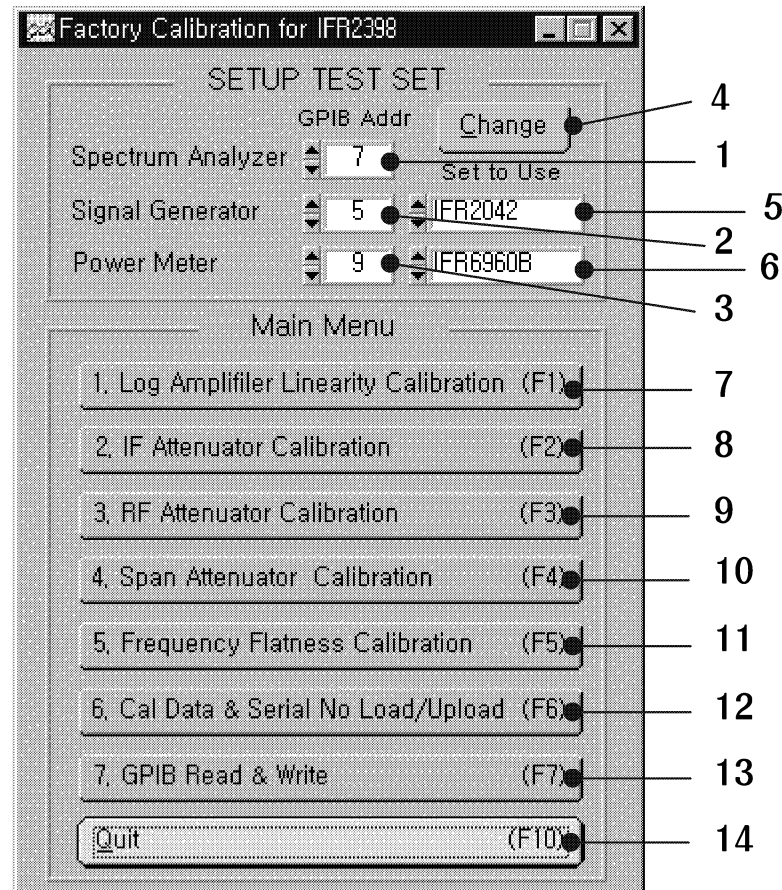 Factory Calibration for IFR2398
SETUP TEST SET
GPIB Addr
Change
4
Spectrum Analyzer 7
1
Set to Use
Signal Generator 5 IFR2042
5
2
Power Meter 9 IFR6960B
6
3
Main Menu
1, Log Amplifiler Linearity Calibration (F1) 7
2, IF Attenuator Calibration (F2) 8
3, RF Attenuator Calibration (F3) 9
4, Span Attenuator Calibration (F4) 10
5, Frequency Flatness Calibration (F5) 11
6, Cal Data & Serial No Load/Upload (F6) 12
7, GPIB Read & Write (F7) 13
Quit (F10) 14